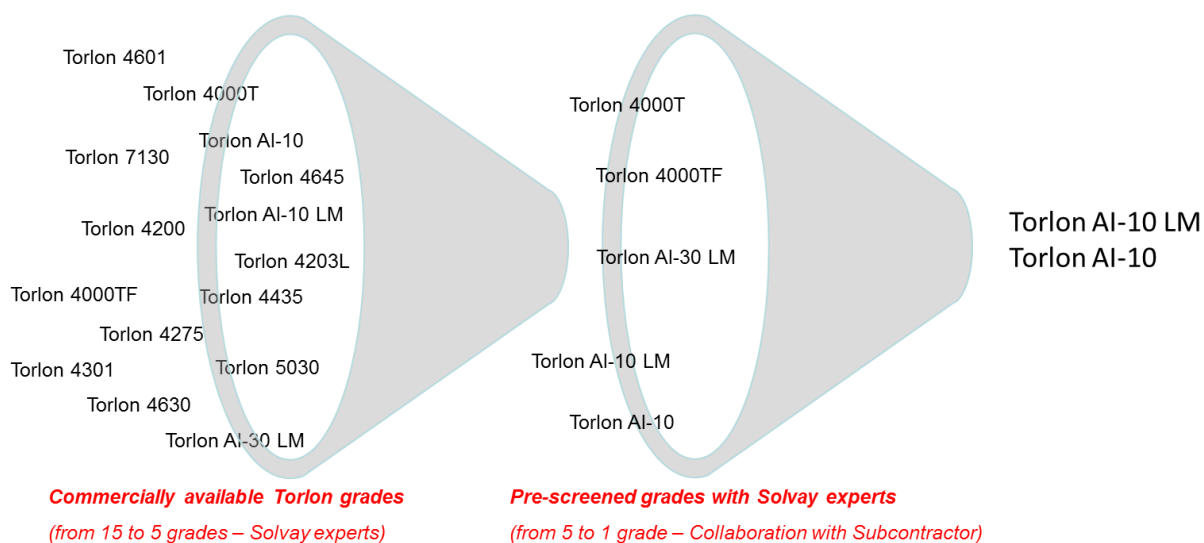 Torlon 4601
Torlon 4000T
Torlon AI-10
Torlon 7130
Torlon 4645
Torlon AI-10 LM
Torlon 4200
Torlon 4203L
Torlon 4000TF
Torlon 4435
Torlon 4275
Torlon 4301
Torlon 5030
Torlon 4630
Torlon AI-30 LM
Commercially available Torlon grades
(from 15 to 5 grades – Solvay experts)
Torlon 4000T
Torlon 4000TF
Torlon AI-30 LM
Torlon AI-10 LM
Torlon AI-10
Pre-screened grades with Solvay experts
(from 5 to 1 grade – Collaboration with Subcontractor)
Torlon AI-10 LM
Torlon AI-10